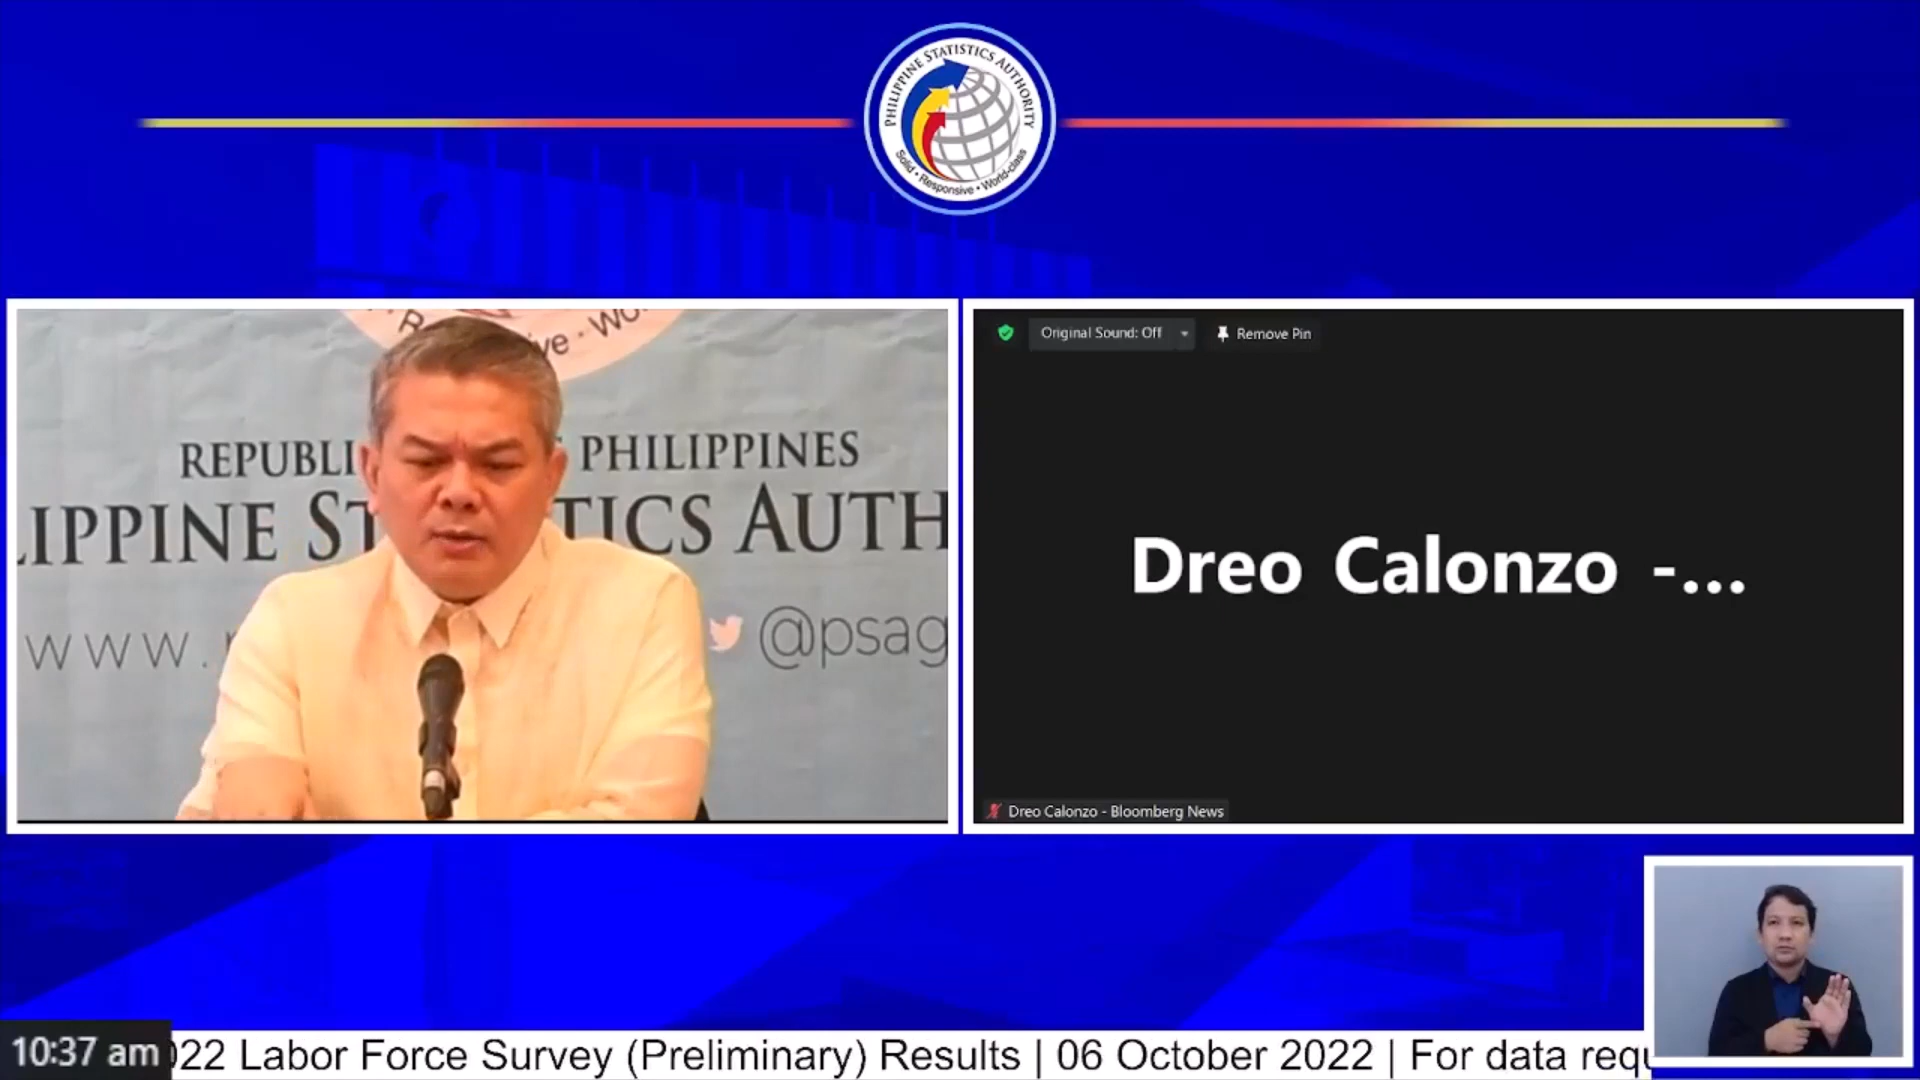 PHILIPPINE STATISTICS AUTHORITY
Solid • Responsive • World-class
REPUBLI PHILIPPINES
LIPPINE ST TICS AUTH
www. @psag
Original Sound: Off
Remove Pin
Dreo Calonzo -...
Dreo Calonzo - Bloomberg News
10:37 am
022 Labor Force Survey (Preliminary) Results | 06 October 2022 | For data requ